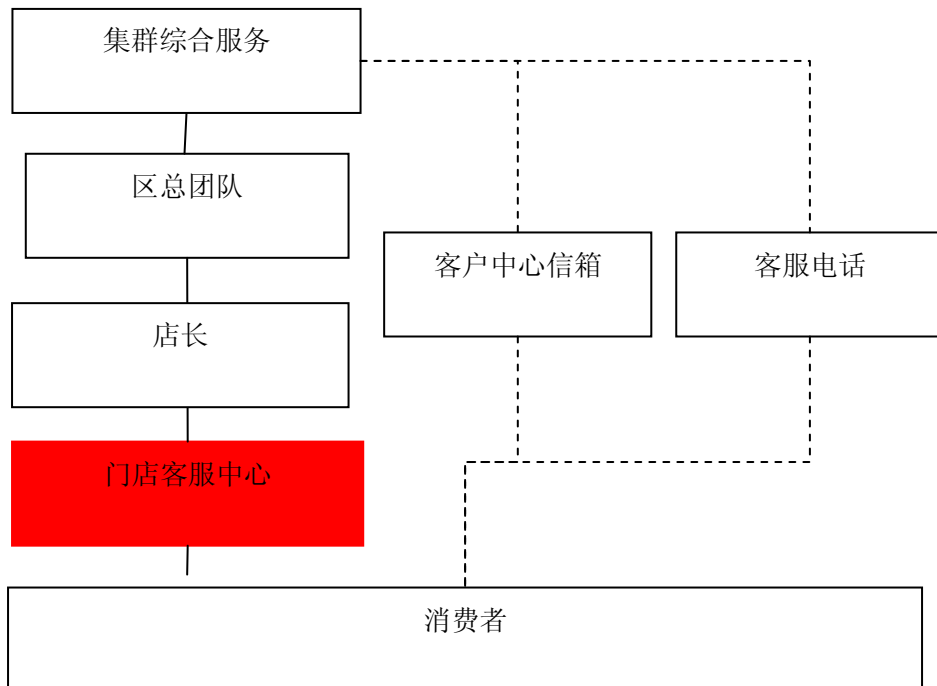 集群综合服务
区总团队
客户中心信箱
客服电话
店长
门店客服中心
消费者